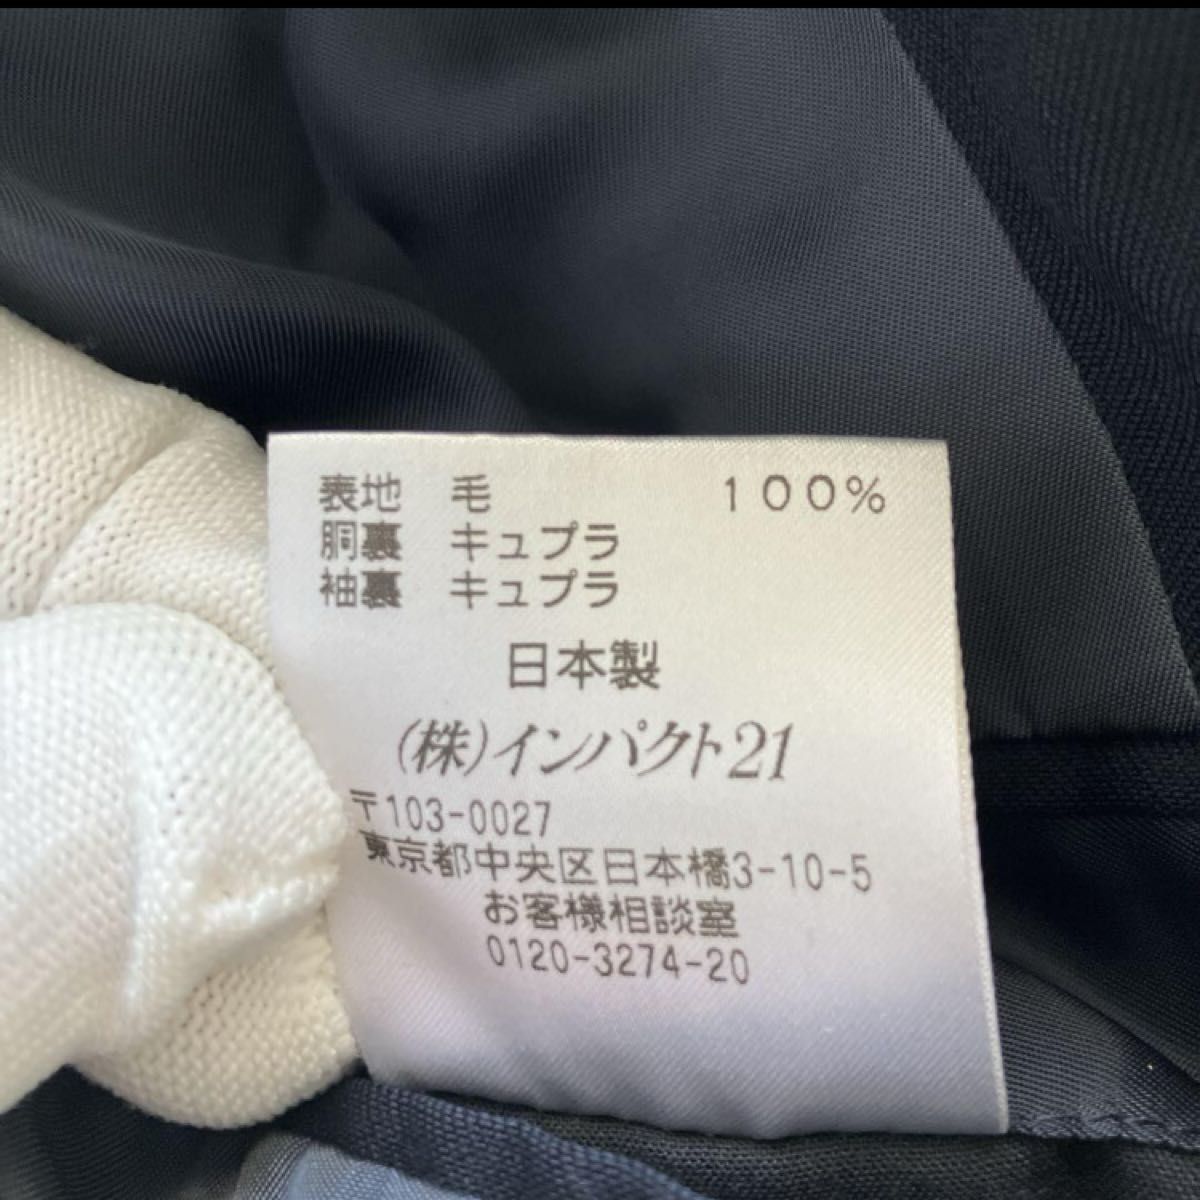 表地 毛 100%
胴裏 キュプラ
袖裏 キュプラ
日本製
(株)インパクト21
〒103-0027
東京都中央区日本橋3-10-5
お客様相談室
0120-3274-20